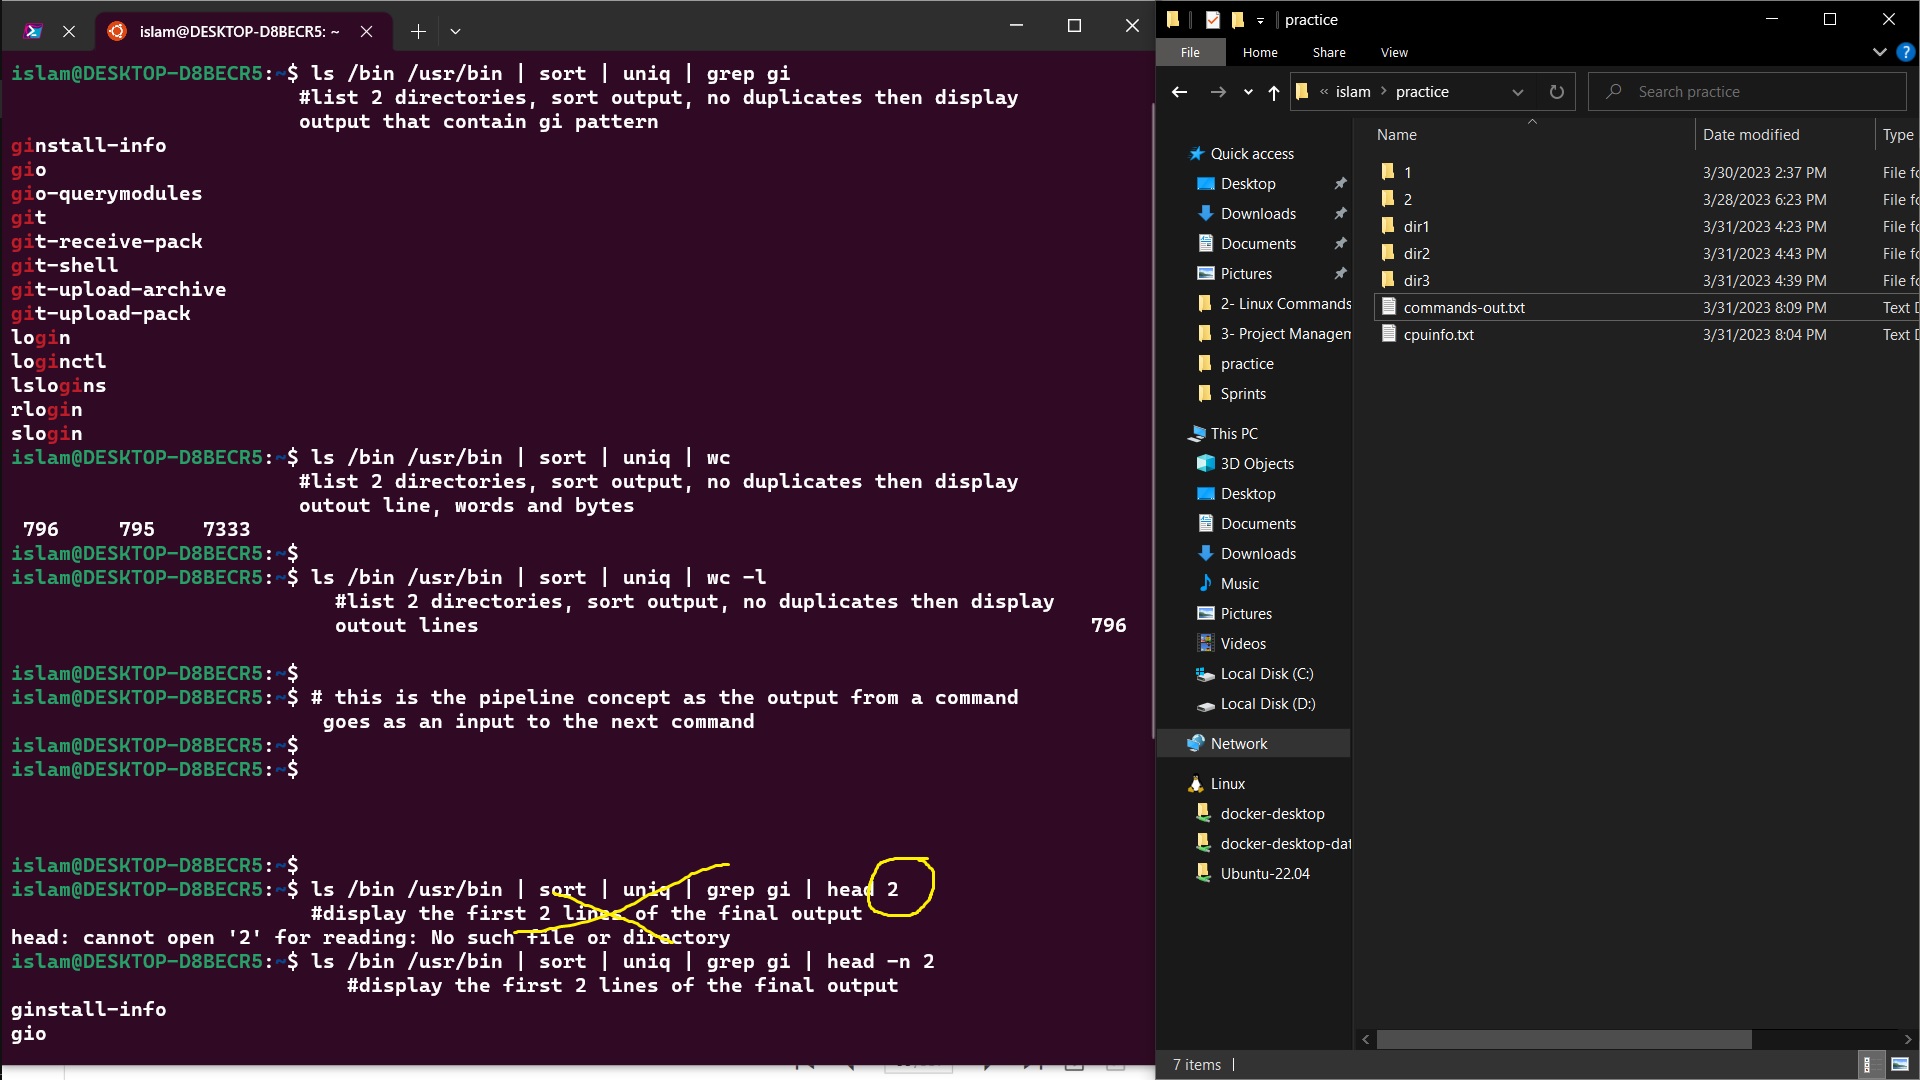 islam@DESKTOP-D8BECR5: ~
islam@DESKTOP-D8BECR5:~$ ls /bin /usr/bin | sort | uniq | grep gi
#list 2 directories, sort output, no duplicates then display
output that contain gi pattern
ginstall-info
gio
gio-querymodules
git
git-receive-pack
git-shell
git-upload-archive
git-upload-pack
login
loginctl
lslogins
rlogin
slogin
islam@DESKTOP-D8BECR5:~$ ls /bin /usr/bin | sort | uniq | wc
#list 2 directories, sort output, no duplicates then display
outout line, words and bytes
796 795 7333
islam@DESKTOP-D8BECR5:~$
islam@DESKTOP-D8BECR5:~$ ls /bin /usr/bin | sort | uniq | wc -l
#list 2 directories, sort output, no duplicates then display
outout lines 796
islam@DESKTOP-D8BECR5:~$
islam@DESKTOP-D8BECR5:~$ # this is the pipeline concept as the output from a command
goes as an input to the next command
islam@DESKTOP-D8BECR5:~$
islam@DESKTOP-D8BECR5:~$
islam@DESKTOP-D8BECR5:~$
islam@DESKTOP-D8BECR5:~$ ls /bin /usr/bin | sort | uniq | grep gi | head 2
#display the first 2 lines of the final output
head: cannot open '2' for reading: No such file or directory
islam@DESKTOP-D8BECR5:~$ ls /bin /usr/bin | sort | uniq | grep gi | head -n 2
#display the first 2 lines of the final output
ginstall-info
gio
practice
File Home Share View
« islam > practice
Search practice
Quick access
Desktop
Downloads
Documents
Pictures
2- Linux Commands
3- Project Managem
practice
Sprints
This PC
3D Objects
Desktop
Documents
Downloads
Music
Pictures
Videos
Local Disk (C:)
Local Disk (D:)
Network
Linux
docker-desktop
docker-desktop-dat
Ubuntu-22.04
Name Date modified Type
1 3/30/2023 2:37 PM File fo
2 3/28/2023 6:23 PM File fo
dir1 3/31/2023 4:23 PM File fo
dir2 3/31/2023 4:43 PM File fo
dir3 3/31/2023 4:39 PM File fo
commands-out.txt 3/31/2023 8:09 PM Text D
cpuinfo.txt 3/31/2023 8:04 PM Text D
7 items